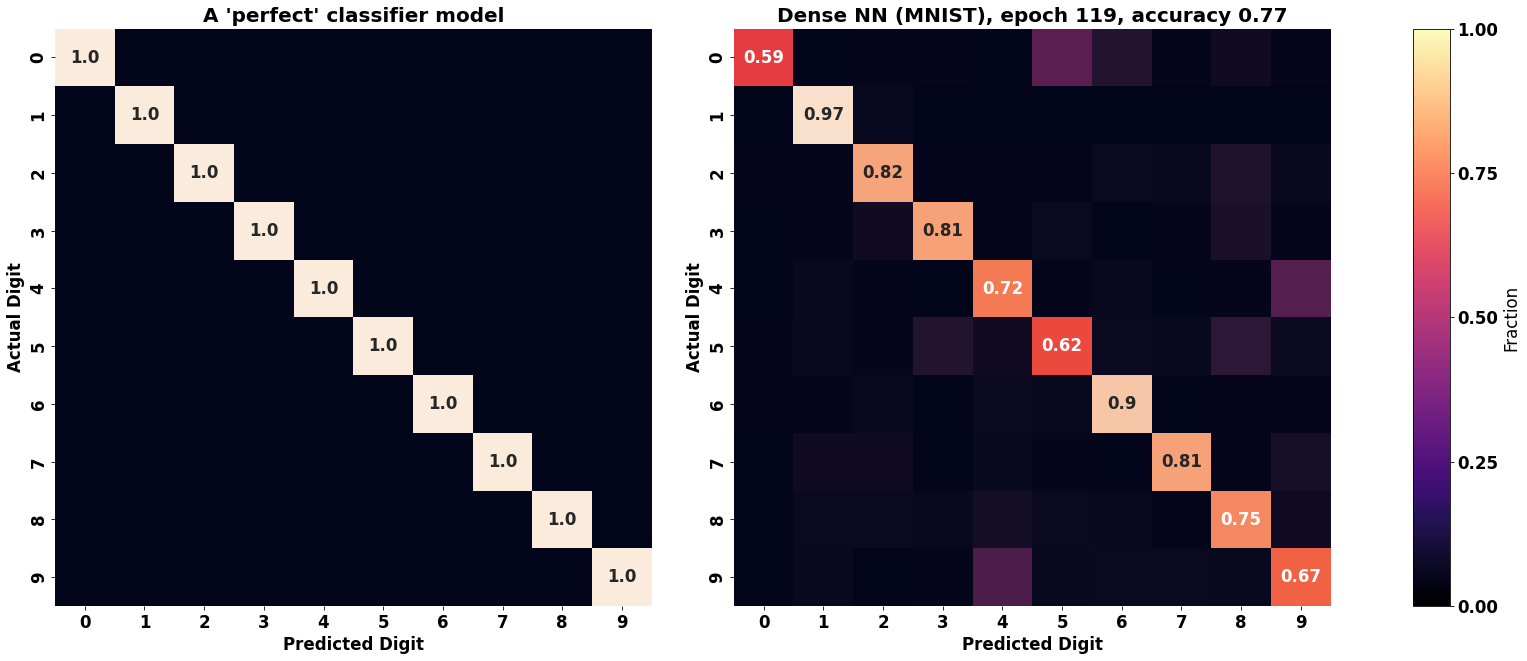 A 'perfect' classifier model
0 1.0
1 1.0
2 1.0
3 1.0
4 1.0
5 1.0
6 1.0
7 1.0
8 1.0
9 1.0
Actual Digit
0 1 2 3 4 5 6 7 8 9
Predicted Digit
Dense NN (MNIST), epoch 119, accuracy 0.77
0 0.59
1 0.97
2 0.82
3 0.81
4 0.72
5 0.62
6 0.9
7 0.81
8 0.75
9 0.67
Actual Digit
0 1 2 3 4 5 6 7 8 9
Predicted Digit
1.00
0.75
0.50
0.25
0.00
Fraction